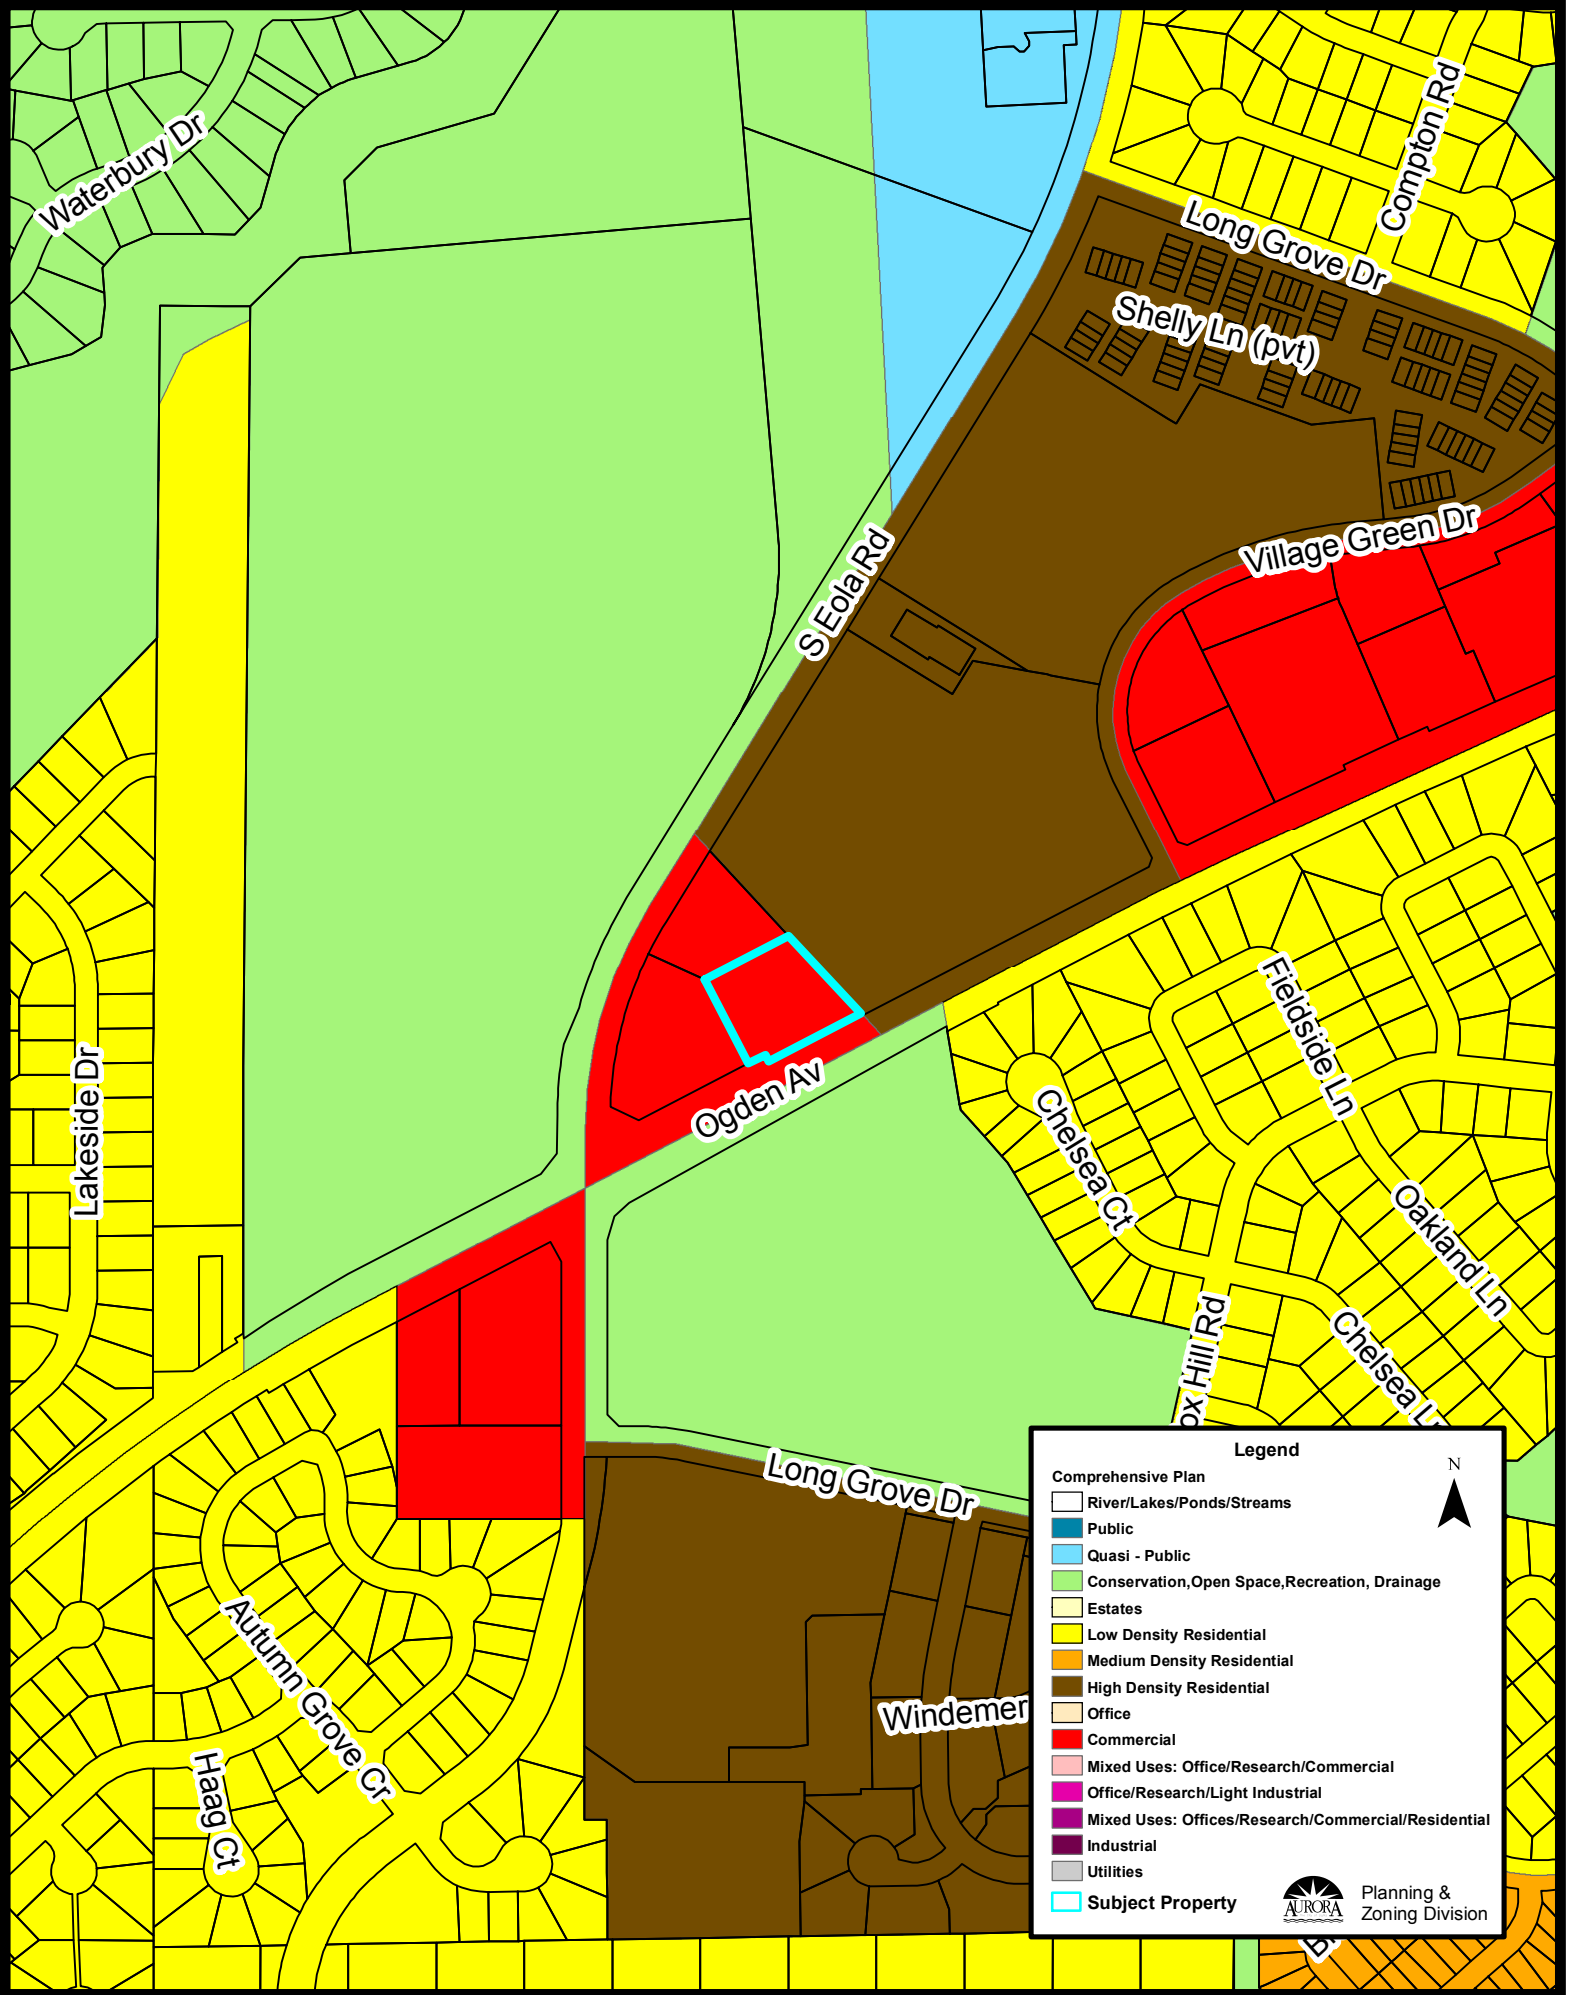 Waterbury Dr
Compton Rd
Long Grove Dr
Shelly Ln (pvt)
Village Green Dr
S Eola Rd
Fieldside Ln
Lakeside Dr
Ogden Av
Chelsea Ct
Oakland Ln
ox Hill Rd
Chelsea L
Long Grove Dr
Windemer
Autumn Grove Cr
Haag Ct
Legend
Comprehensive Plan
N
River/Lakes/Ponds/Streams
Public
Quasi - Public
Conservation,Open Space,Recreation, Drainage
Estates
Low Density Residential
Medium Density Residential
High Density Residential
Office
Commercial
Mixed Uses: Office/Research/Commercial
Office/Research/Light Industrial
Mixed Uses: Offices/Research/Commercial/Residential
Industrial
Utilities
Subject Property
AURORA
Planning &
Zoning Division